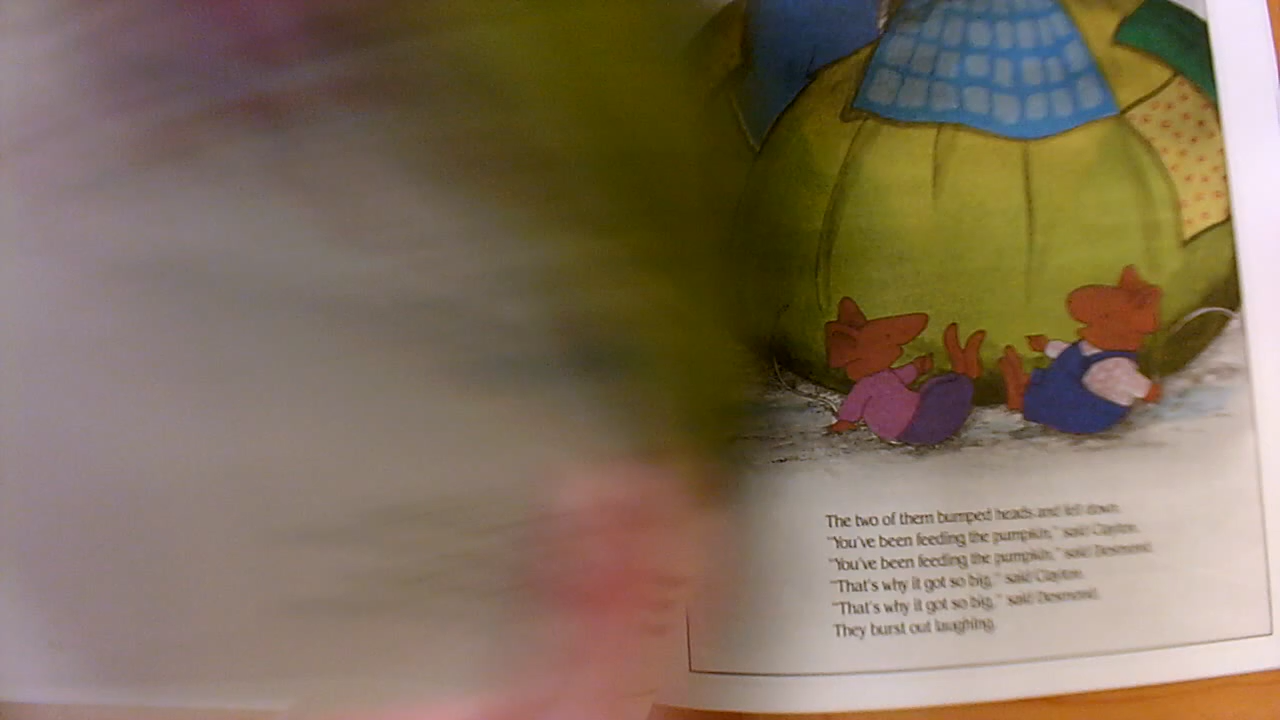 The two of them bumped heads and fell down.
"You've been feeding the pumpkin," said Clayton.
"You've been feeding the pumpkin," said Desmond.
"That's why it got so big," said Clayton.
"That's why it got so big," said Desmond.
They burst out laughing.